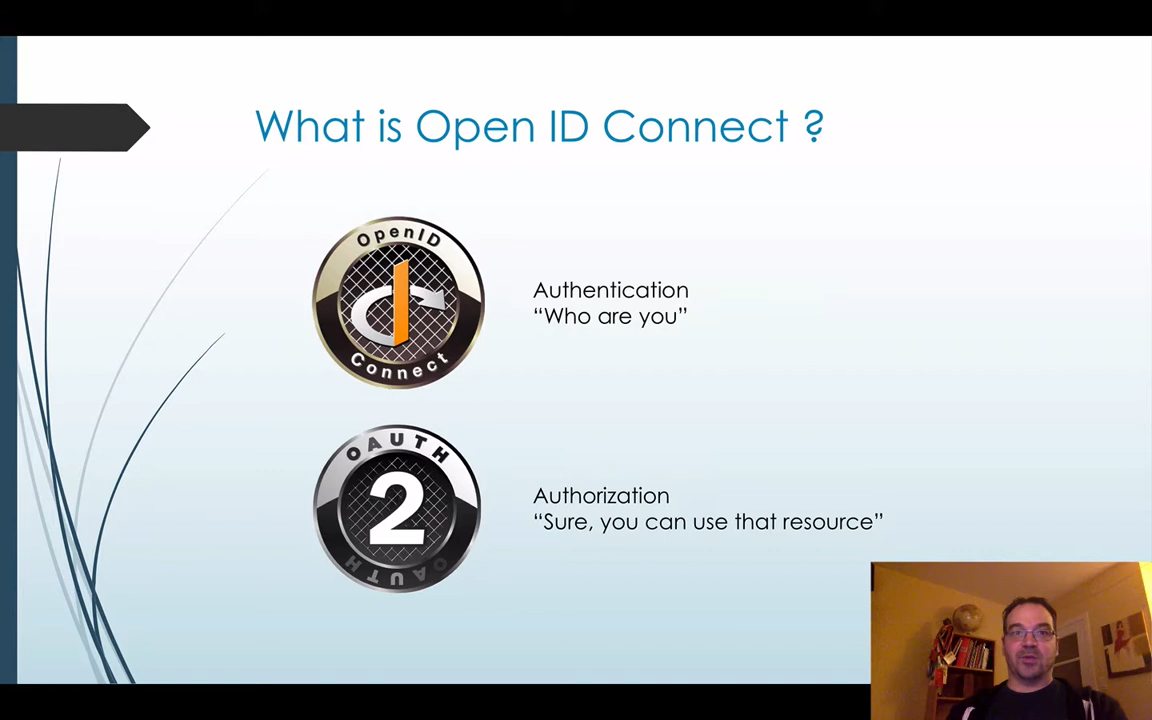 What is Open ID Connect ?
OpenID
Connect
Authentication
“Who are you”
OAUTH
2
OAUTH
Authorization
“Sure, you can use that resource”